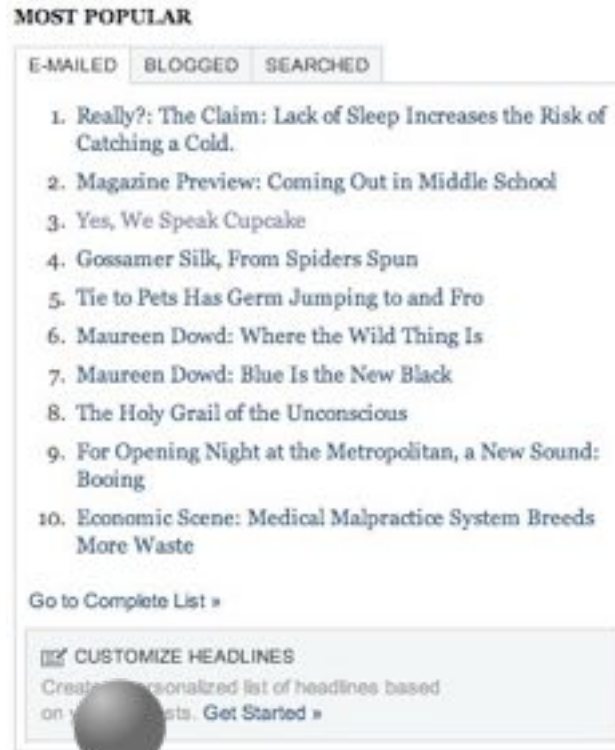 MOST POPULAR
E-MAILED BLOGGED SEARCHED
1. Really?: The Claim: Lack of Sleep Increases the Risk of
Catching a Cold.
2. Magazine Preview: Coming Out in Middle School
3. Yes, We Speak Cupcake
4. Gossamer Silk, From Spiders Spun
5. Tie to Pets Has Germ Jumping to and Fro
6. Maureen Dowd: Where the Wild Thing Is
7. Maureen Dowd: Blue Is the New Black
8. The Holy Grail of the Unconscious
9. For Opening Night at the Metropolitan, a New Sound:
Booing
10. Economic Scene: Medical Malpractice System Breeds
More Waste
Go to Complete List »
CUSTOMIZE HEADLINES
list of headlines based
on Get Started »